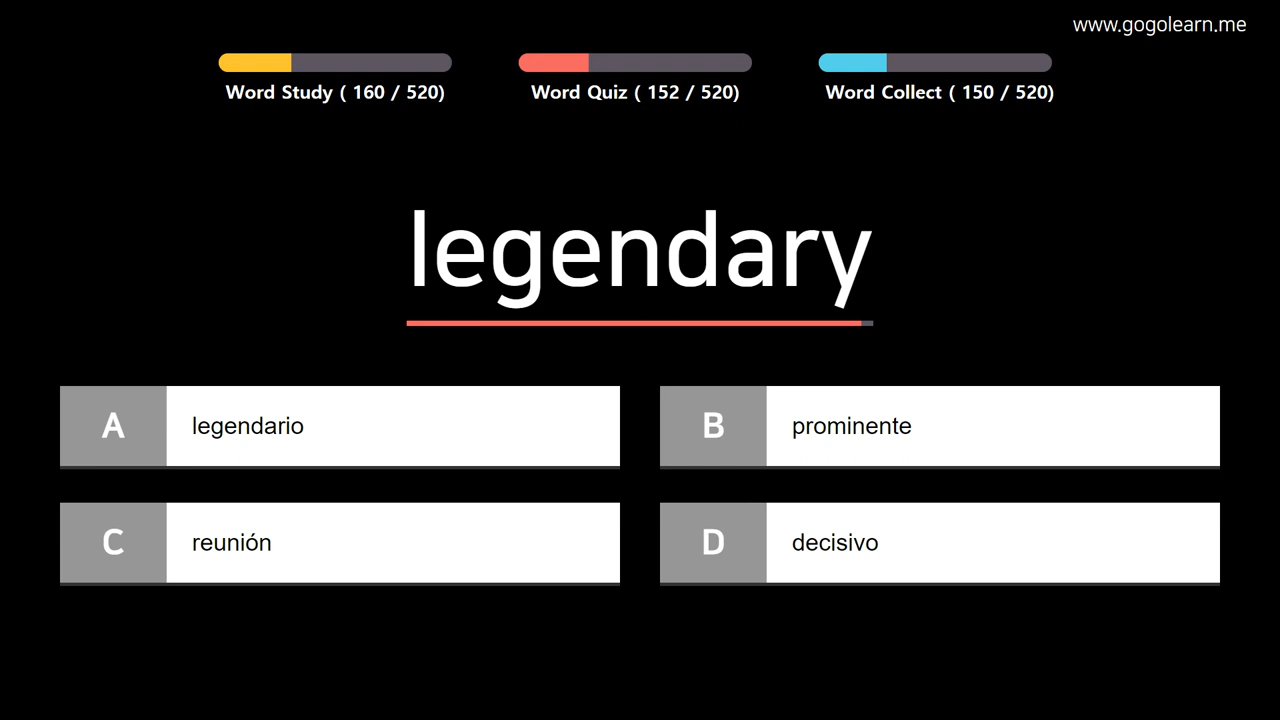 www.gogolearn.me
Word Study ( 160 / 520)
Word Quiz ( 152 / 520)
Word Collect ( 150 / 520)
legendary
A legendario
B prominente
C reunión
D decisivo